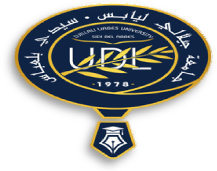 جامعة جيلالي ليابس سيدي بلعباس
DJILLALI LIABES UNIVERSITY
SIDI BEL ABBES
UDL
-1978-